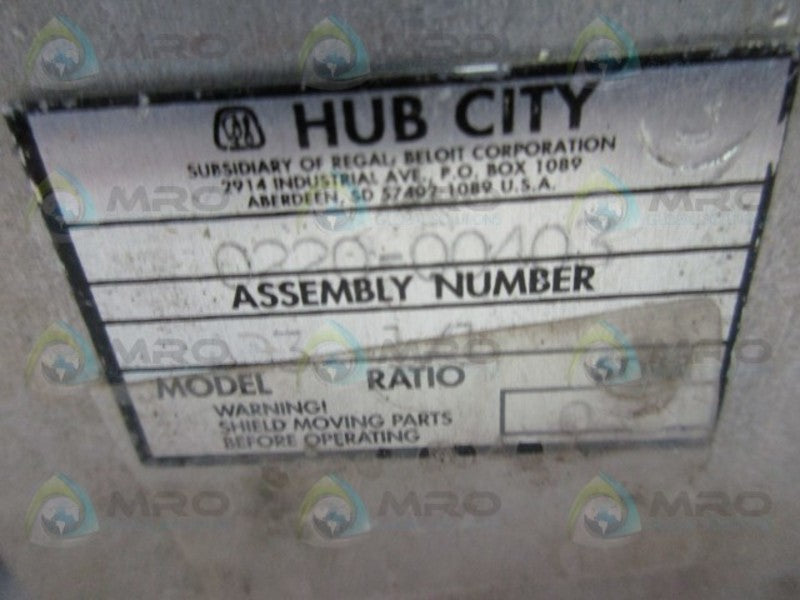 HUB CITY
SUBSIDIARY OF REGAL, BELOIT CORPORATION
2914 INDUSTRIAL AVE., P.O. BOX 1089
ABERDEEN, SD 57402-1089 U.S.A.
0220-00403
ASSEMBLY NUMBER
MODEL RATIO
WARNING!
SHIELD MOVING PARTS
BEFORE OPERATING
MRO